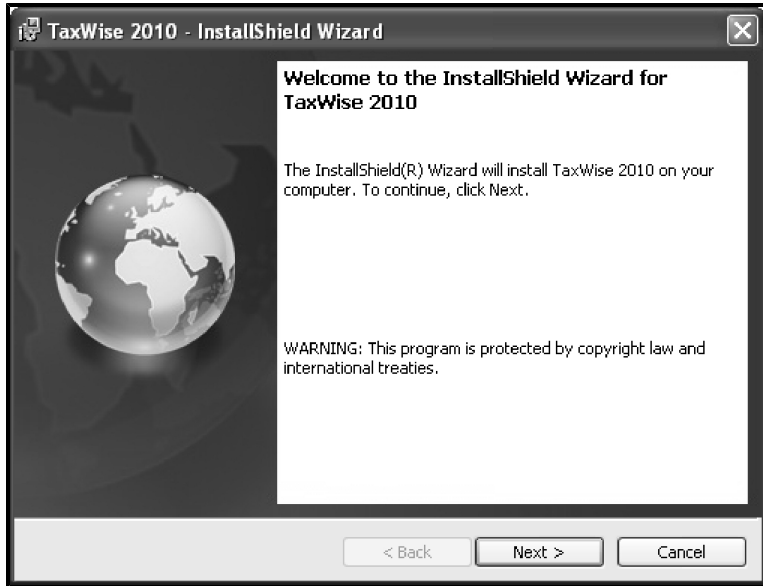 TaxWise 2010 - InstallShield Wizard
Welcome to the InstallShield Wizard for
TaxWise 2010
The InstallShield(R) Wizard will install TaxWise 2010 on your
computer. To continue, click Next.
WARNING: This program is protected by copyright law and
international treaties.
< Back
Next >
Cancel